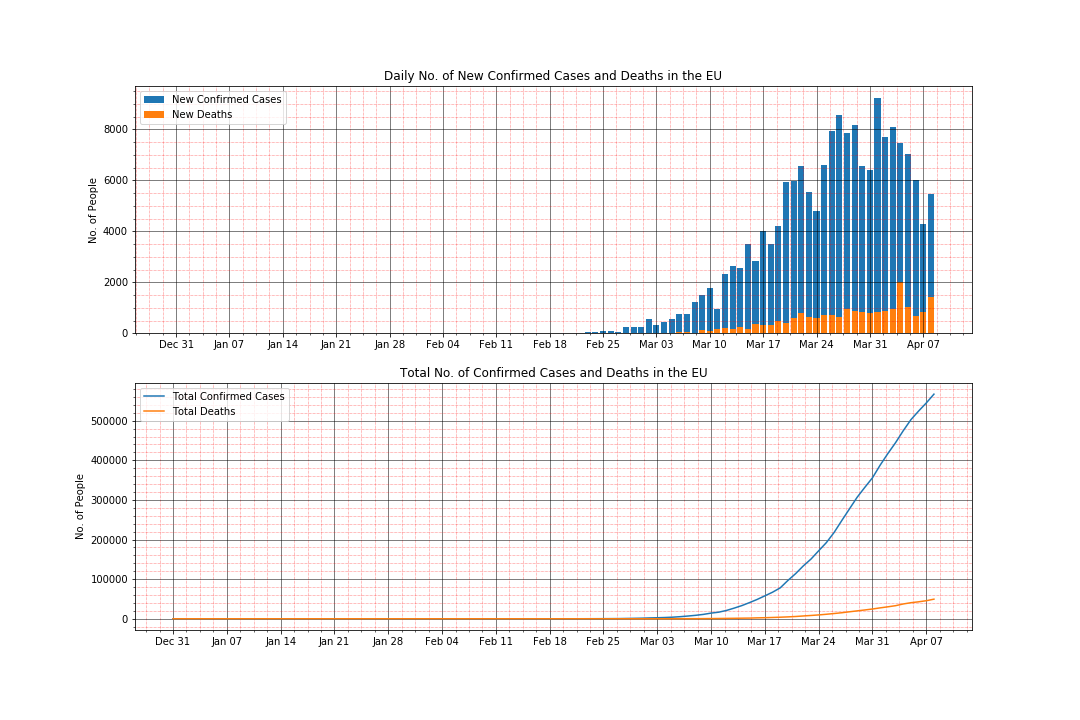 Daily No. of New Confirmed Cases and Deaths in the EU
New Confirmed Cases
New Deaths
No. of People
8000
6000
4000
2000
0
Dec 31 Jan 07 Jan 14 Jan 21 Jan 28 Feb 04 Feb 11 Feb 18 Feb 25 Mar 03 Mar 10 Mar 17 Mar 24 Mar 31 Apr 07
Total No. of Confirmed Cases and Deaths in the EU
Total Confirmed Cases
Total Deaths
No. of People
500000
400000
300000
200000
100000
0
Dec 31 Jan 07 Jan 14 Jan 21 Jan 28 Feb 04 Feb 11 Feb 18 Feb 25 Mar 03 Mar 10 Mar 17 Mar 24 Mar 31 Apr 07